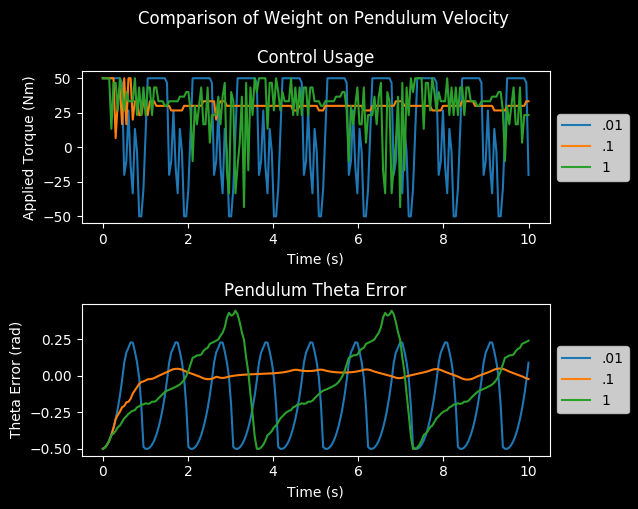 Comparison of Weight on Pendulum Velocity
Control Usage
Applied Torque (Nm)
50
25
0
−25
−50
0 2 4 6 8 10
Time (s)
.01
.1
1
Pendulum Theta Error
Theta Error (rad)
0.25
0.00
−0.25
−0.50
0 2 4 6 8 10
Time (s)
.01
.1
1